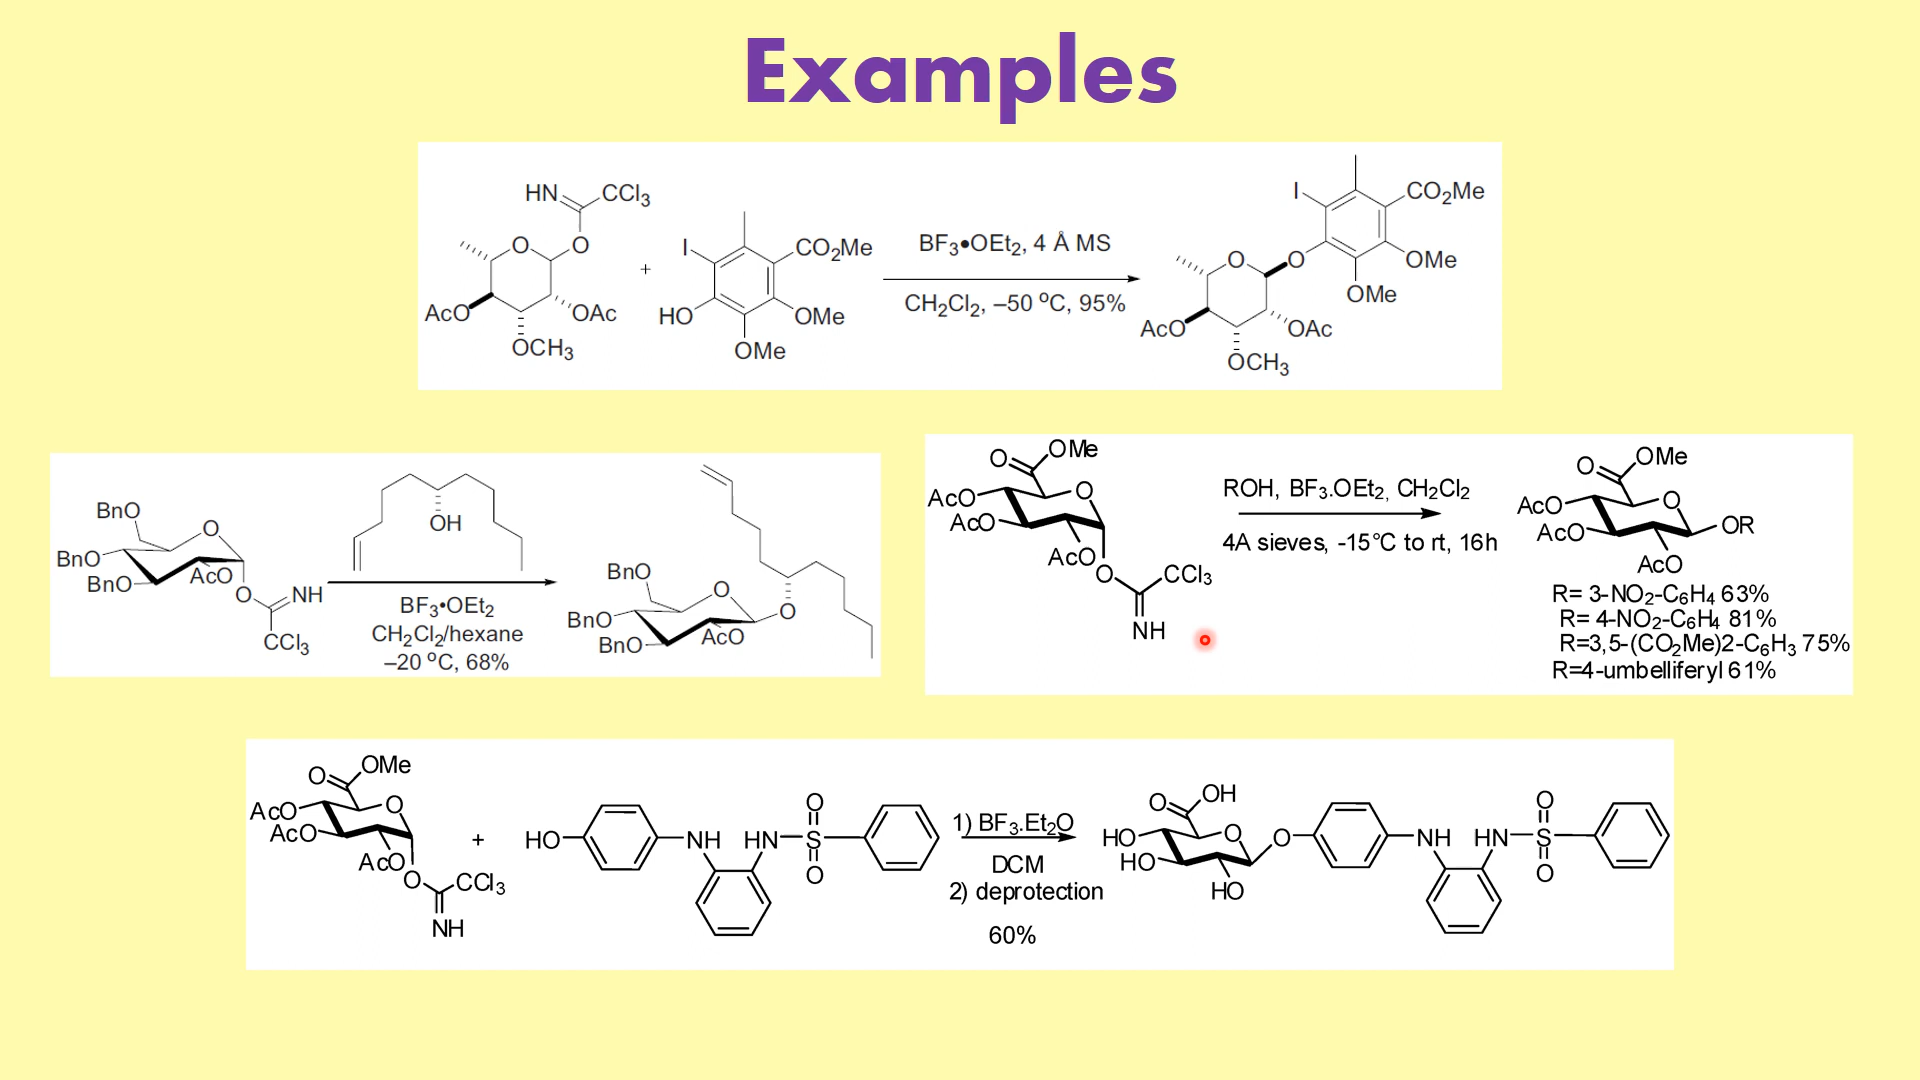 Examples
HN CCl3
O O
AcO OAc
OCH3
+
I CO2Me
HO OMe
OMe
BF3•OEt2, 4 Å MS
CH2Cl2, –50 oC, 95%
I CO2Me
O O OMe
OMe
AcO OAc
OCH3
BnO
O
BnO
BnO AcO
O NH
CCl3
OH
BF3•OEt2
CH2Cl2/hexane
–20 oC, 68%
BnO
O
BnO O
BnO AcO
O OMe
AcO O
AcO
AcO
O CCl3
NH
ROH, BF3.OEt2, CH2Cl2
4A sieves, -15°C to rt, 16h
O OMe
AcO O
AcO OR
AcO
R= 3-NO2-C6H4 63%
R= 4-NO2-C6H4 81%
R=3,5-(CO2Me)2-C6H3 75%
R=4-umbelliferyl 61%
O OMe
AcO O
AcO
AcO
O CCl3
NH
+
O
HO NH HN S
O
1) BF3.Et2O
DCM
2) deprotection
60%
O OH
HO O O
HO
HO
O
NH HN S
O